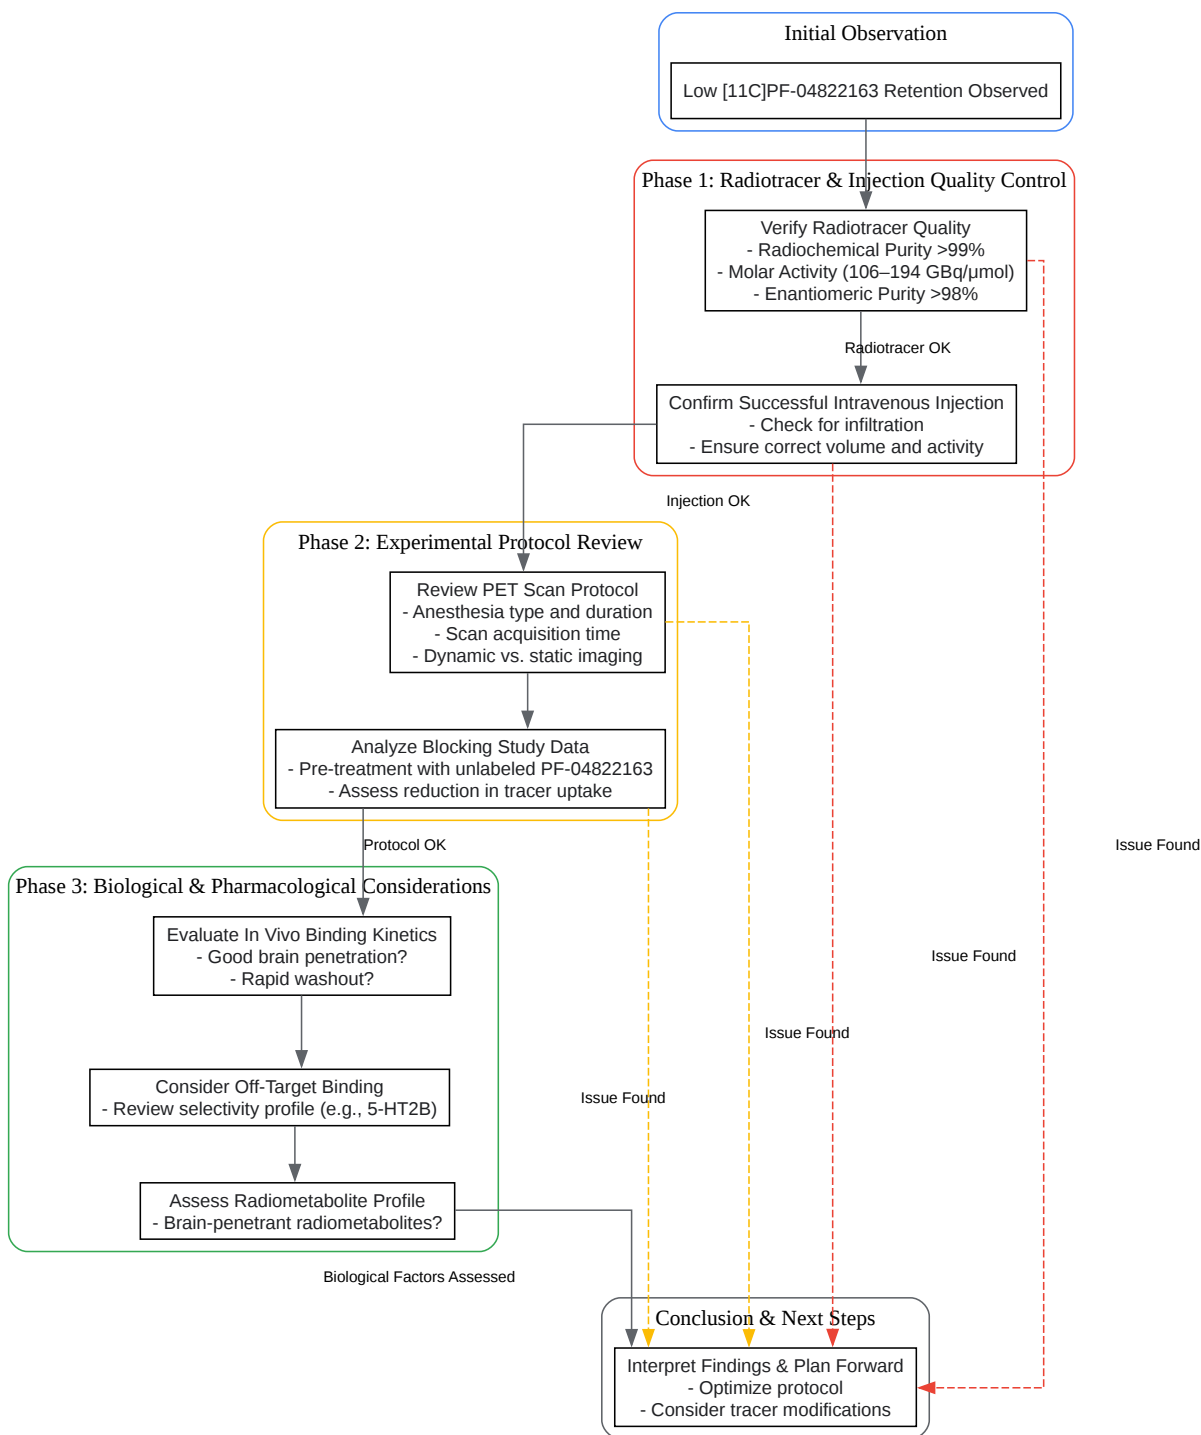 Initial Observation
Low [11C]PF-04822163 Retention Observed
Phase 1: Radiotracer & Injection Quality Control
Verify Radiotracer Quality
- Radiochemical Purity >99%
- Molar Activity (106–194 GBq/μmol)
- Enantiomeric Purity >98%
Radiotracer OK
Confirm Successful Intravenous Injection
- Check for infiltration
- Ensure correct volume and activity
Injection OK
Phase 2: Experimental Protocol Review
Review PET Scan Protocol
- Anesthesia type and duration
- Scan acquisition time
- Dynamic vs. static imaging
Analyze Blocking Study Data
- Pre-treatment with unlabeled PF-04822163
- Assess reduction in tracer uptake
Protocol OK
Issue Found
Phase 3: Biological & Pharmacological Considerations
Evaluate In Vivo Binding Kinetics
- Good brain penetration?
- Rapid washout?
Issue Found
Issue Found
Consider Off-Target Binding
- Review selectivity profile (e.g., 5-HT2B)
Issue Found
Assess Radiometabolite Profile
- Brain-penetrant radiometabolites?
Biological Factors Assessed
Conclusion & Next Steps
Interpret Findings & Plan Forward
- Optimize protocol
- Consider tracer modifications